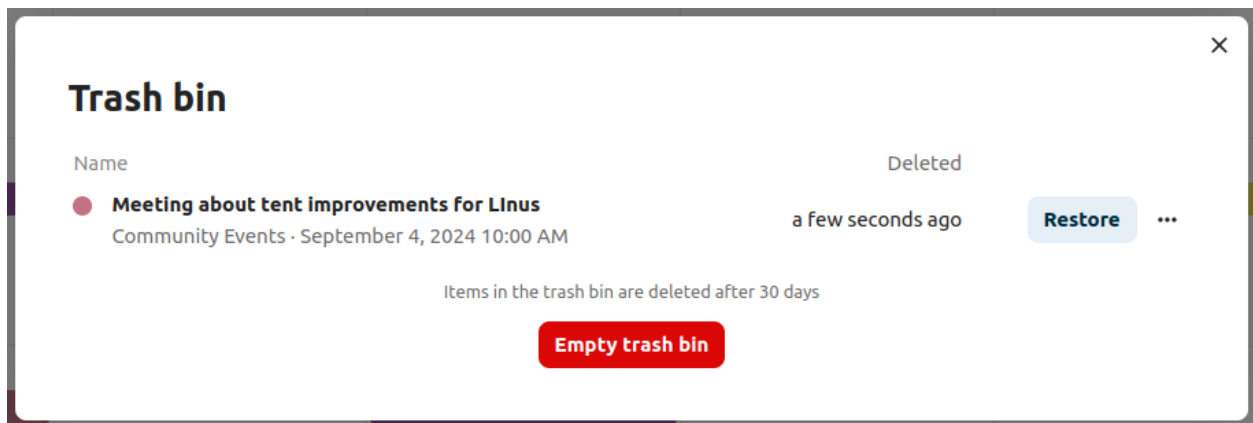 Trash bin
Name Deleted
Meeting about tent improvements for LInus
Community Events · September 4, 2024 10:00 AM
a few seconds ago
Restore
Items in the trash bin are deleted after 30 days
Empty trash bin